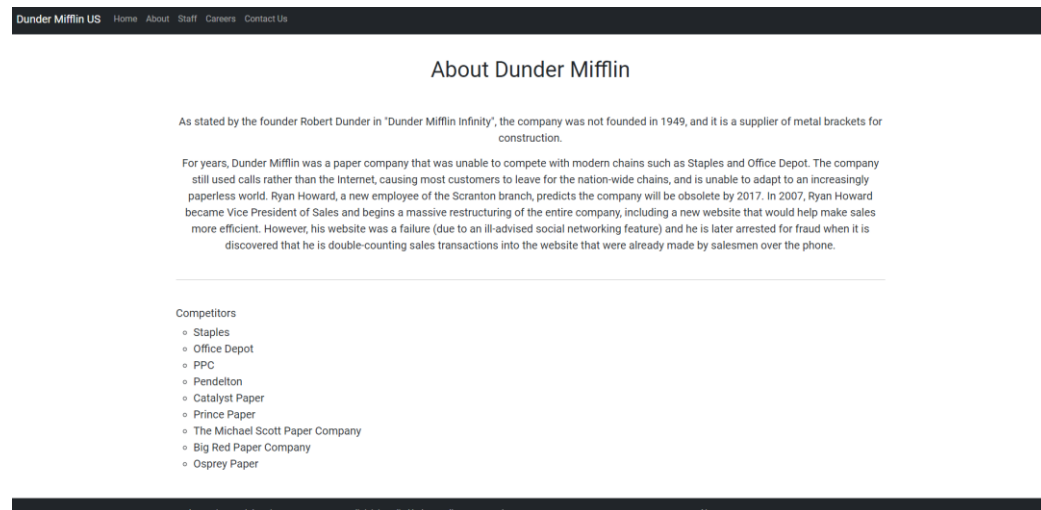 Dunder Mifflin US Home About Staff Careers Contact Us
About Dunder Mifflin
As stated by the founder Robert Dunder in "Dunder Mifflin Infinity", the company was not founded in 1949, and it is a supplier of metal brackets for
construction.
For years, Dunder Mifflin was a paper company that was unable to compete with modern chains such as Staples and Office Depot. The company
still used calls rather than the Internet, causing most customers to leave for the nation-wide chains, and is unable to adapt to an increasingly
paperless world. Ryan Howard, a new employee of the Scranton branch, predicts the company will be obsolete by 2017. In 2007, Ryan Howard
became Vice President of Sales and begins a massive restructuring of the entire company, including a new website that would help make sales
more efficient. However, his website was a failure (due to an ill-advised social networking feature) and he is later arrested for fraud when it is
discovered that he is double-counting sales transactions into the website that were already made by salesmen over the phone.
Competitors
Staples
Office Depot
PPC
Pendelton
Catalyst Paper
Prince Paper
The Michael Scott Paper Company
Big Red Paper Company
Osprey Paper